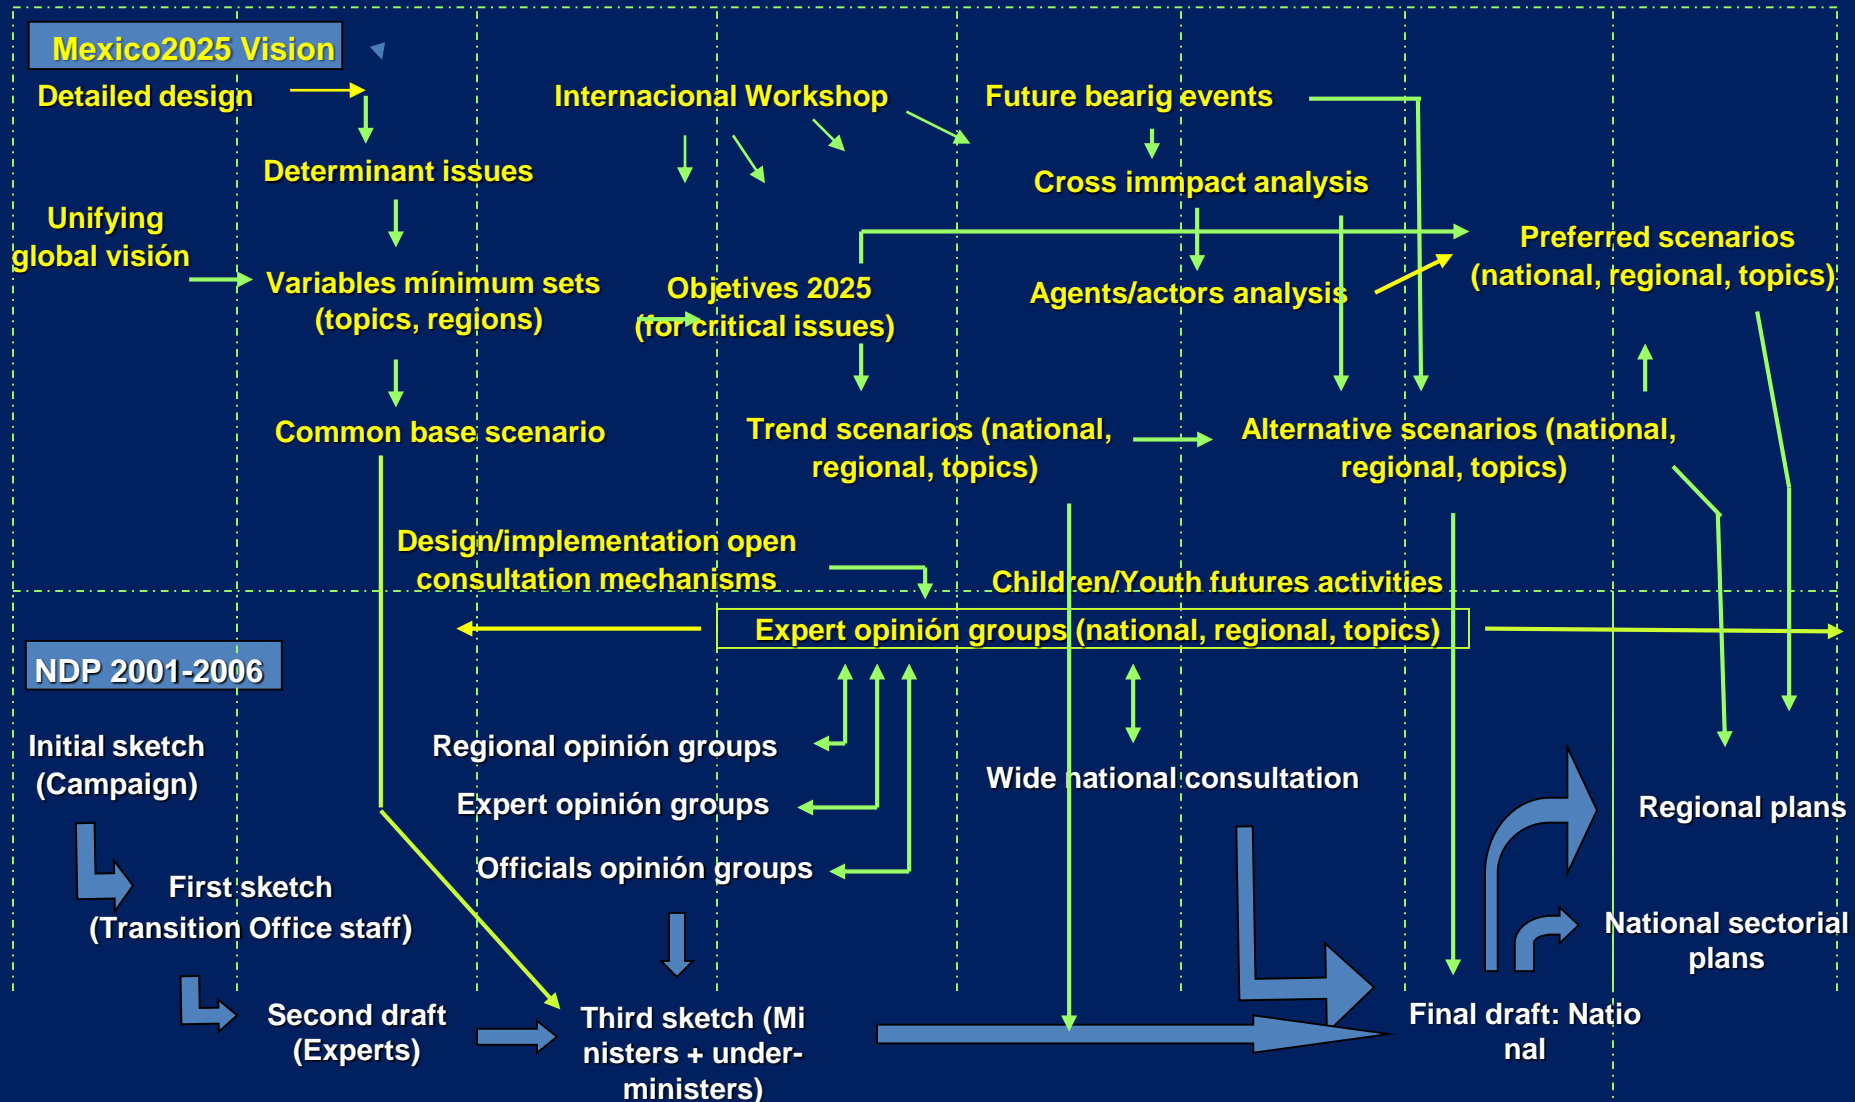 Mexico2025 Vision
Detailed design
Internacional Workshop
Future bearig events
Determinant issues
Cross immpact analysis
Unifying
global visión
Preferred scenarios
(national, regional, topics)
Variables mínimum sets
(topics, regions)
Objetives 2025
(for critical issues)
Agents/actors analysis
Common base scenario
Trend scenarios (national,
regional, topics)
Alternative scenarios (national,
regional, topics)
Design/implementation open
consultation mechanisms
Children/Youth futures activities
Expert opinión groups (national, regional, topics)
NDP 2001-2006
Initial sketch
(Campaign)
Regional opinión groups
Wide national consultation
Expert opinión groups
Regional plans
Officials opinión groups
First sketch
(Transition Office staff)
National sectorial
plans
Second draft
(Experts)
Third sketch (Mi
nisters + under-
ministers)
Final draft: Natio
nal